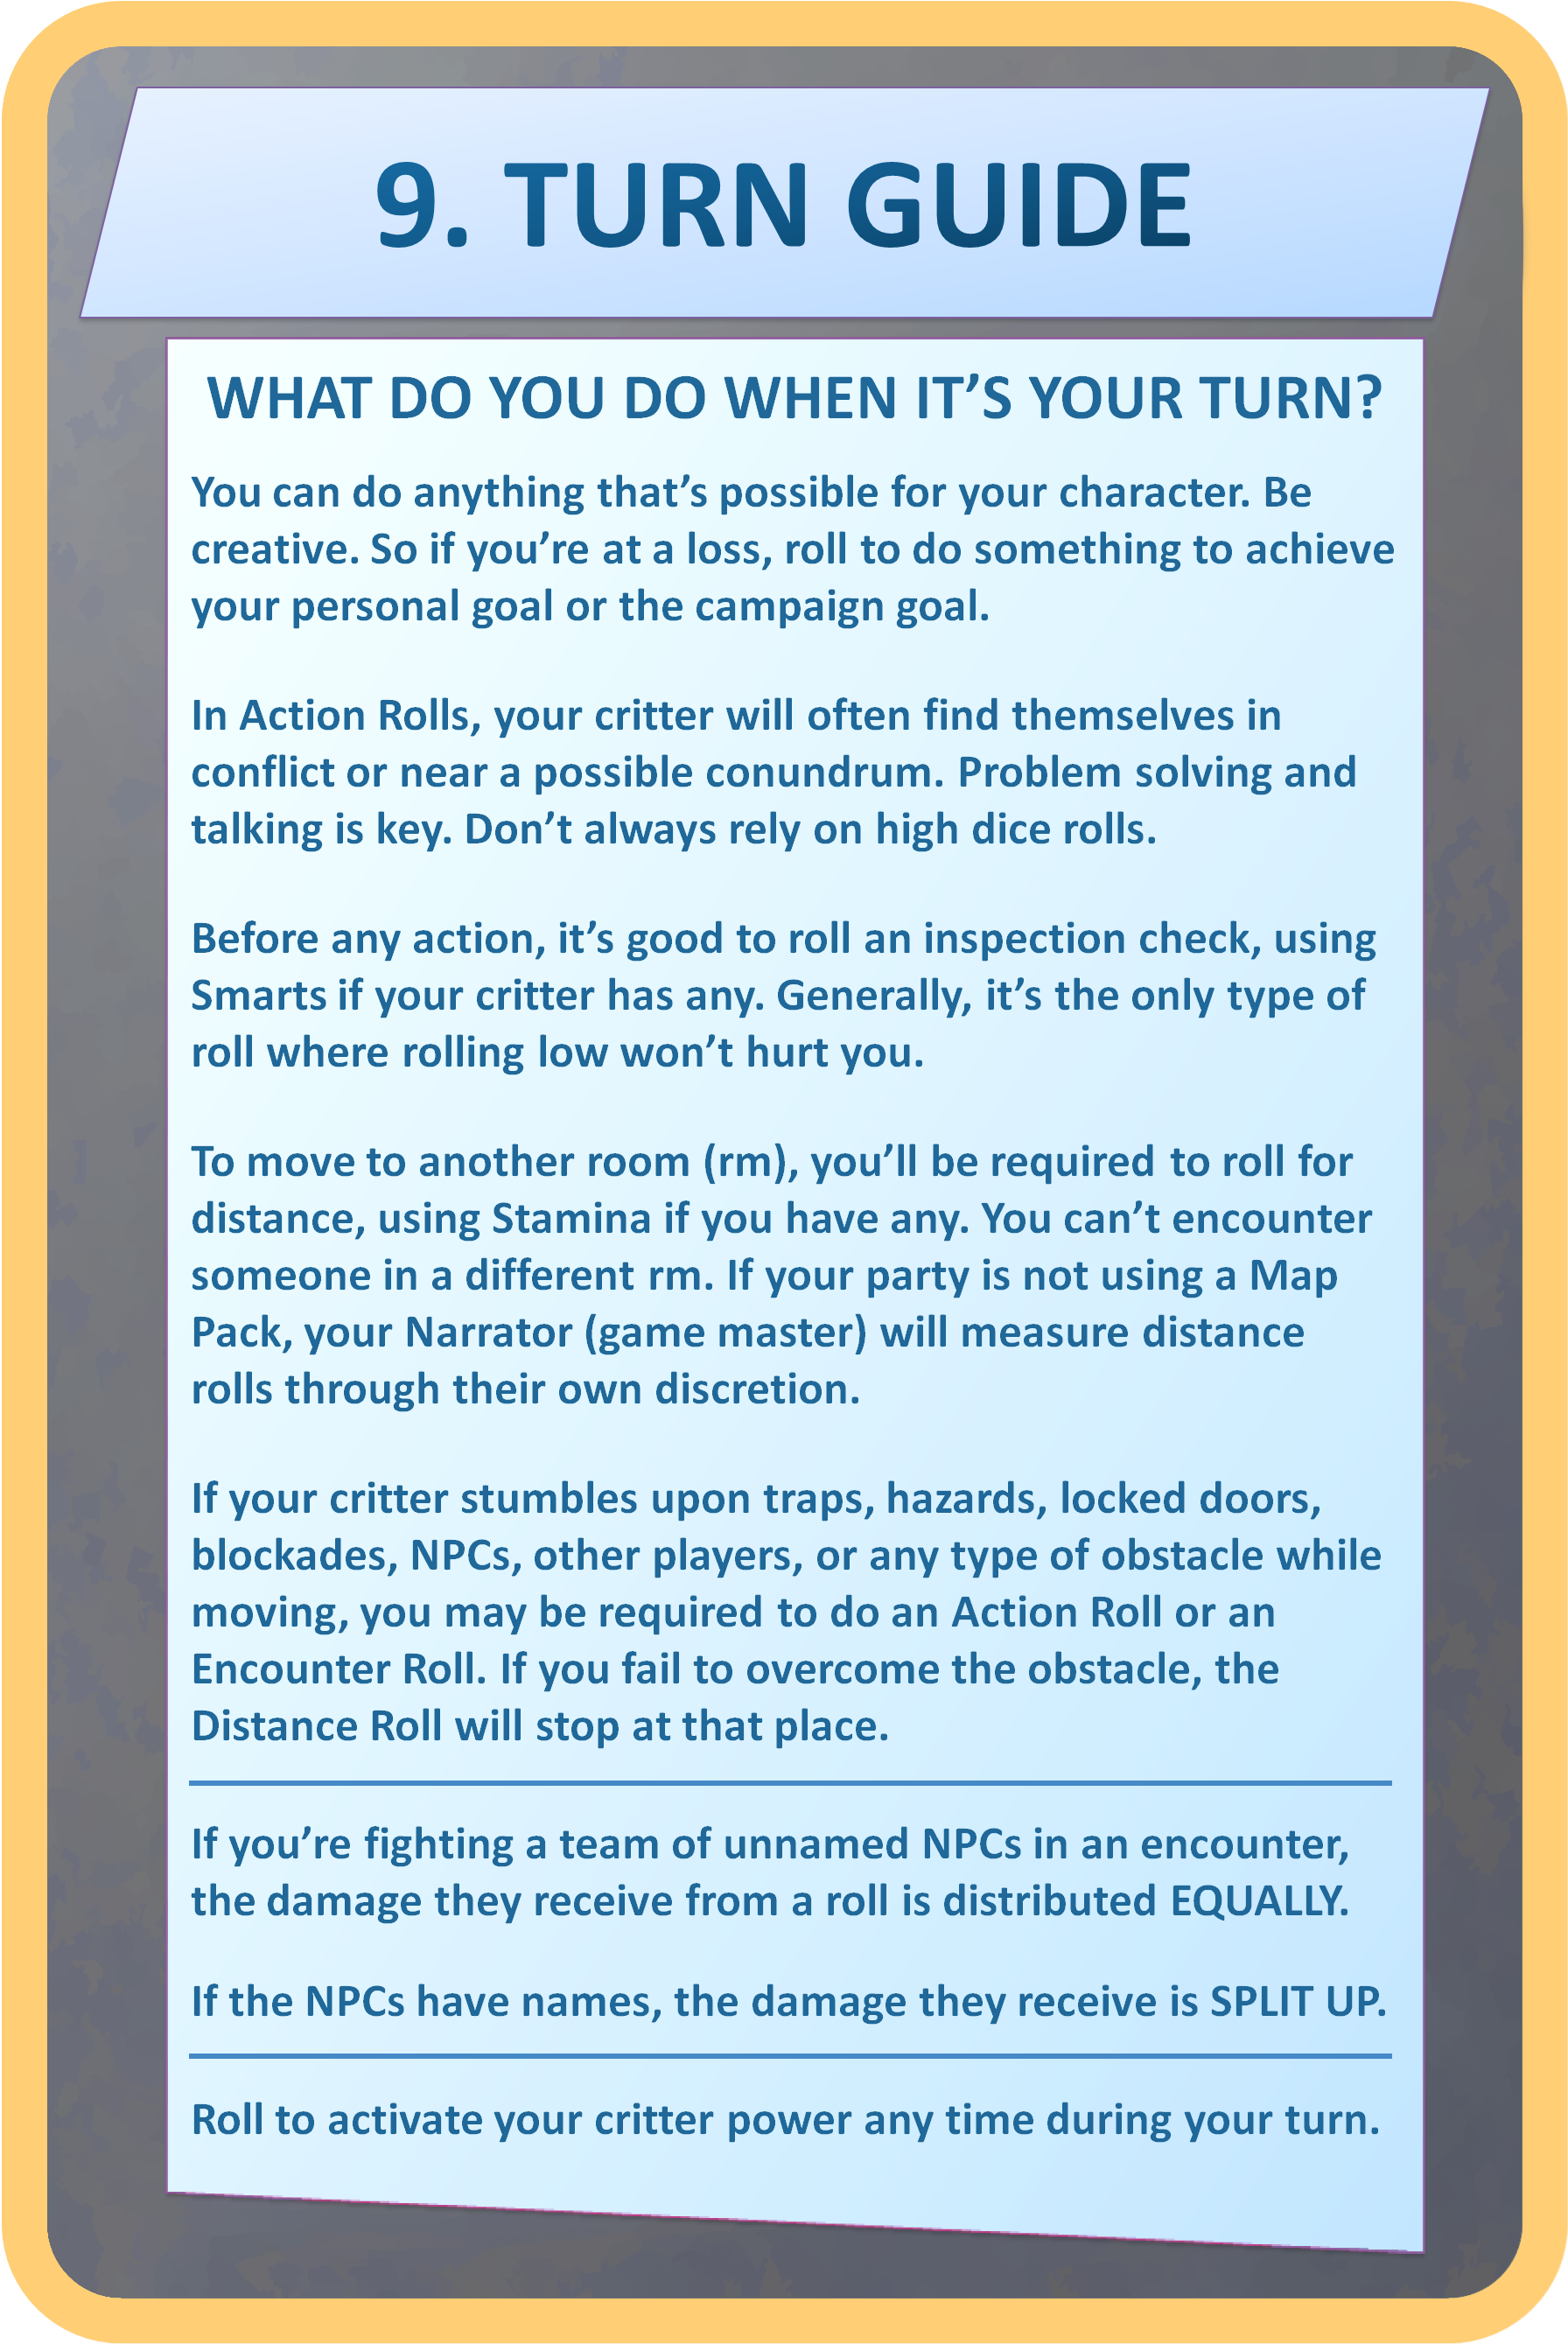 9. TURN GUIDE
WHAT DO YOU DO WHEN IT’S YOUR TURN?
You can do anything that’s possible for your character. Be
creative. So if you’re at a loss, roll to do something to achieve
your personal goal or the campaign goal.
In Action Rolls, your critter will often find themselves in
conflict or near a possible conundrum. Problem solving and
talking is key. Don’t always rely on high dice rolls.
Before any action, it’s good to roll an inspection check, using
Smarts if your critter has any. Generally, it’s the only type of
roll where rolling low won’t hurt you.
To move to another room (rm), you’ll be required to roll for
distance, using Stamina if you have any. You can’t encounter
someone in a different rm. If your party is not using a Map
Pack, your Narrator (game master) will measure distance
rolls through their own discretion.
If your critter stumbles upon traps, hazards, locked doors,
blockades, NPCs, other players, or any type of obstacle while
moving, you may be required to do an Action Roll or an
Encounter Roll. If you fail to overcome the obstacle, the
Distance Roll will stop at that place.
If you’re fighting a team of unnamed NPCs in an encounter,
the damage they receive from a roll is distributed EQUALLY.
If the NPCs have names, the damage they receive is SPLIT UP.
Roll to activate your critter power any time during your turn.